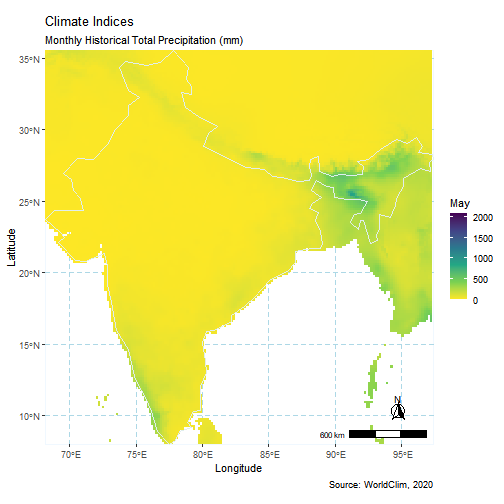 Climate Indices
Monthly Historical Total Precipitation (mm)
35°N
30°N
25°N
20°N
15°N
10°N
Latitude
70°E 75°E 80°E 85°E 90°E 95°E
Longitude
May
2000
1500
1000
500
0
N
600 km
Source: WorldClim, 2020